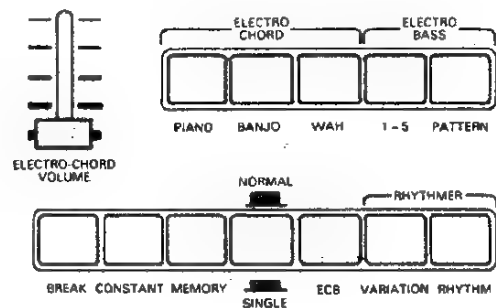 ELECTRO CHORD
ELECTRO BASS
PIANO BANJO WAH 1-5 PATTERN
ELECTRO-CHORD
VOLUME
NORMAL
RHYTHMER
BREAK CONSTANT MEMORY SINGLE ECB VARIATION RHYTHM